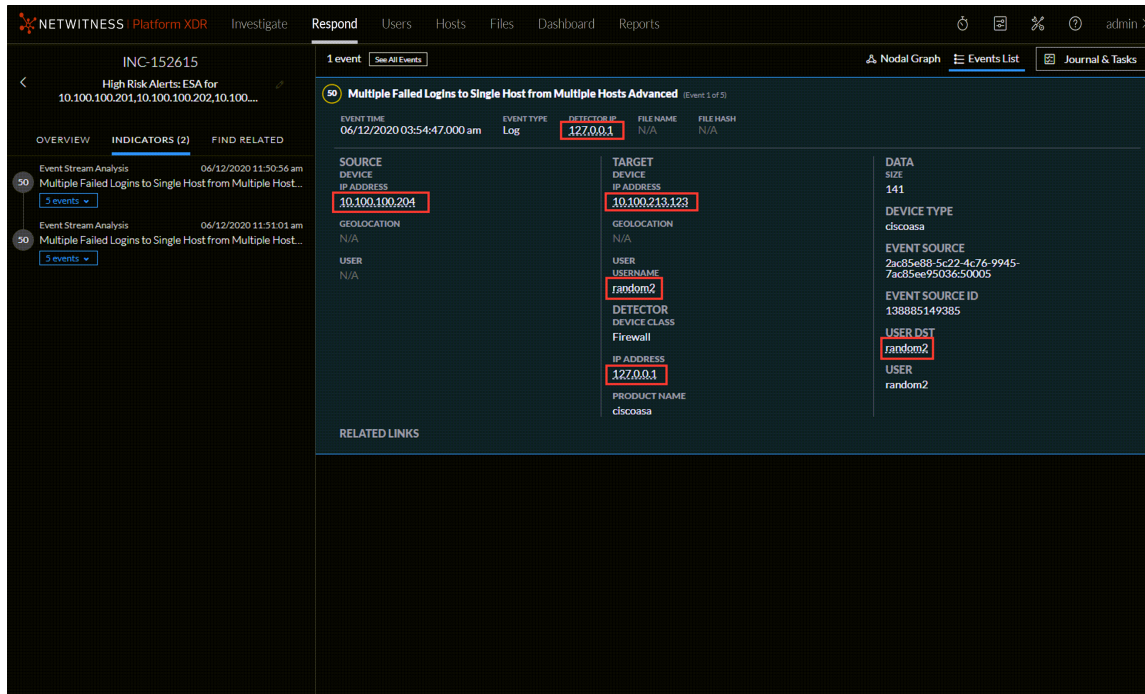 NETWITNESS Platform XDR Investigate Respond Users Hosts Files Dashboard Reports admin
INC-152615
High Risk Alerts: ESA for
10.100.100.201,10.100.100.202,10.100....
OVERVIEW INDICATORS (2) FIND RELATED
Event Stream Analysis 06/12/2020 11:50:56 am
50 Multiple Failed Logins to Single Host from Multiple Host...
5 events
Event Stream Analysis 06/12/2020 11:51:01 am
50 Multiple Failed Logins to Single Host from Multiple Host...
5 events
1 event See All Events Nodal Graph Events List Journal & Tasks
50 Multiple Failed Logins to Single Host from Multiple Hosts Advanced (Event 1 of 5)
EVENT TIME EVENT TYPE DETECTOR IP FILE NAME FILE HASH
06/12/2020 03:54:47.000 am Log 127.0.0.1 N/A N/A
SOURCE
DEVICE
IP ADDRESS
10.100.100.204
GEOLOCATION
N/A
USER
N/A
TARGET
DEVICE
IP ADDRESS
10.100.213.123
GEOLOCATION
N/A
USER
USERNAME
random2
DETECTOR
DEVICE CLASS
Firewall
IP ADDRESS
127.0.0.1
PRODUCT NAME
ciscoasa
DATA
SIZE
141
DEVICE TYPE
ciscoasa
EVENT SOURCE
2ac85e88-5c22-4c76-9945-
7ac85ee95036:50005
EVENT SOURCE ID
138885149385
USER DST
random2
USER
random2
RELATED LINKS